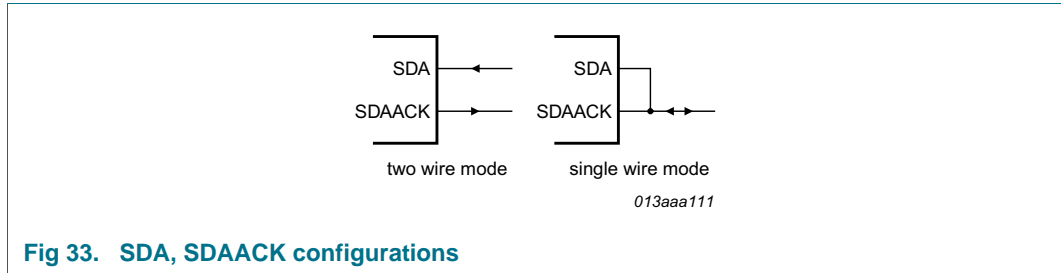 SDA
SDAACK
two wire mode
SDA
SDAACK
single wire mode
013aaa111
Fig 33. SDA, SDAACK configurations